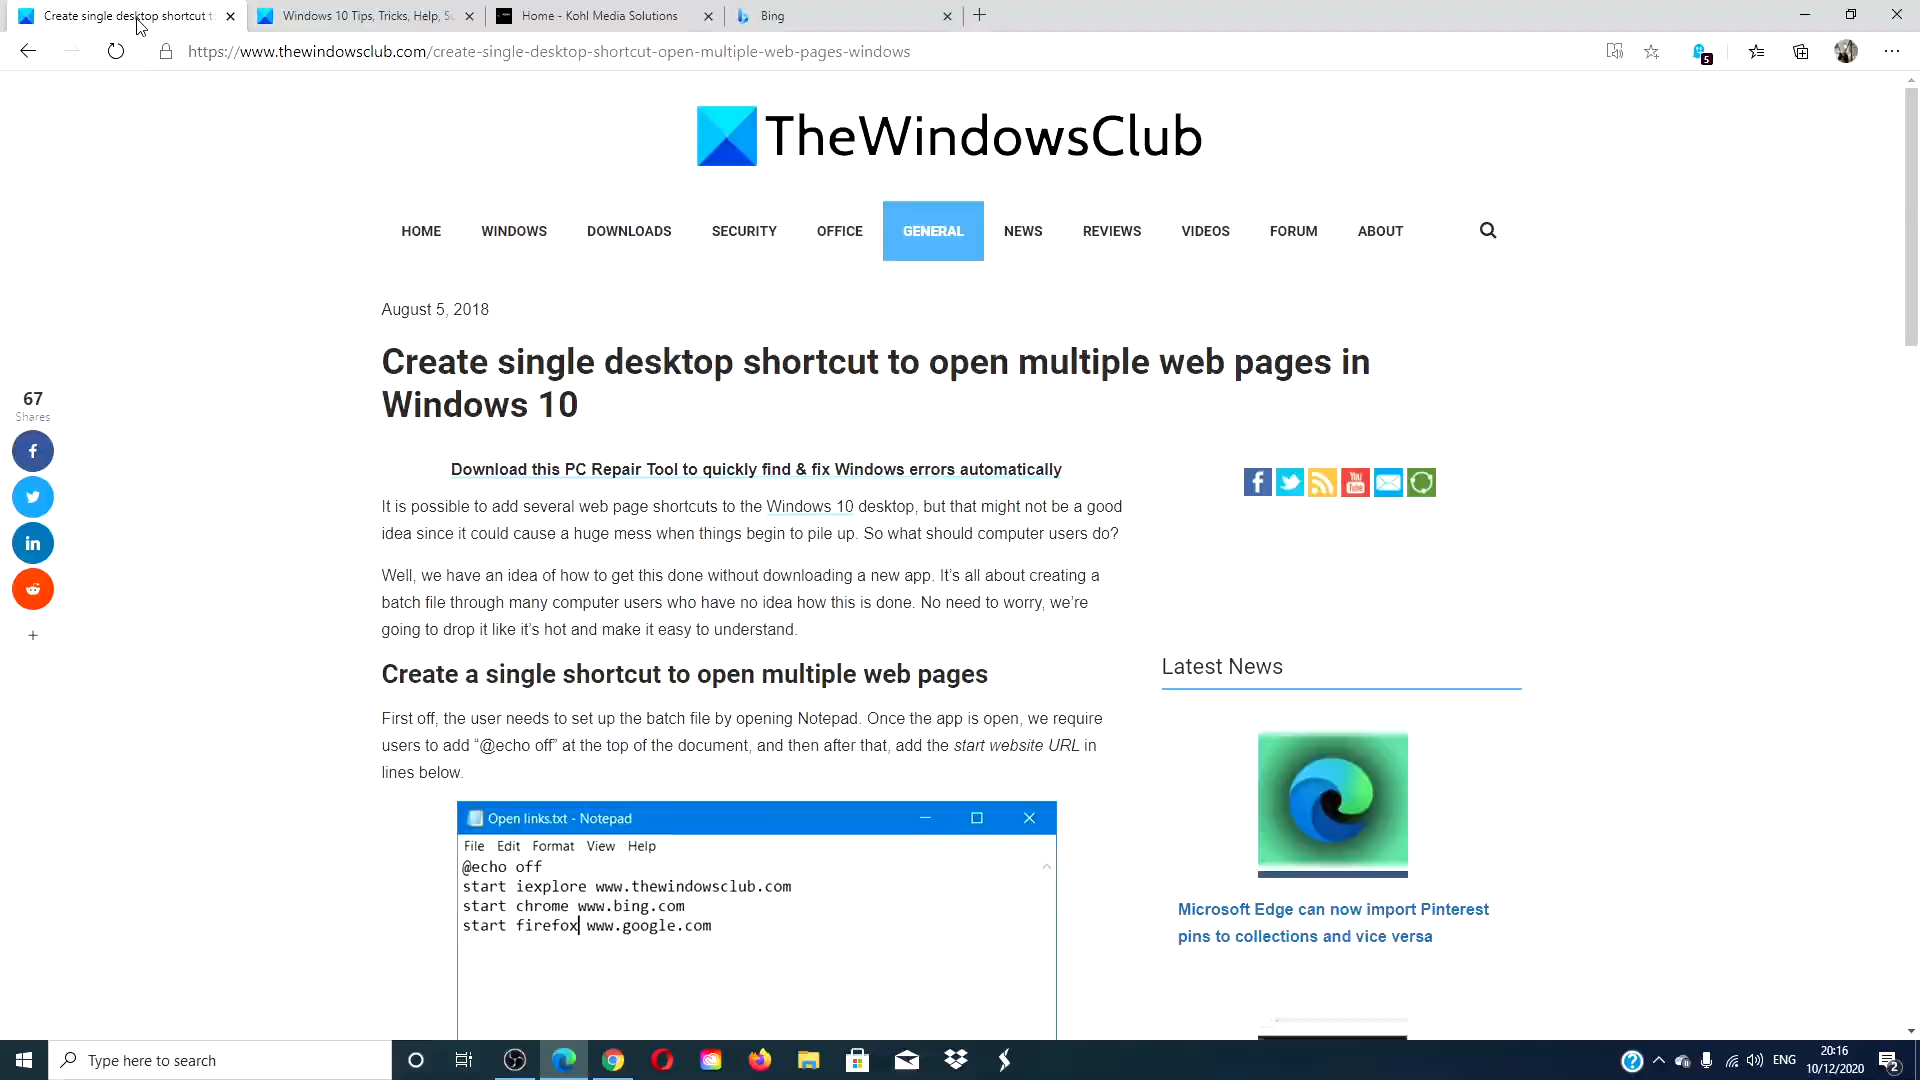 Create single desktop shortcut t
Windows 10 Tips, Tricks, Help, Su
Home - Kohl Media Solutions
Bing
https://www.thewindowsclub.com/create-single-desktop-shortcut-open-multiple-web-pages-windows
5
TheWindowsClub
HOME WINDOWS DOWNLOADS SECURITY OFFICE GENERAL NEWS REVIEWS VIDEOS FORUM ABOUT
August 5, 2018
Create single desktop shortcut to open multiple web pages in
Windows 10
67
Shares
Download this PC Repair Tool to quickly find & fix Windows errors automatically
It is possible to add several web page shortcuts to the Windows 10 desktop, but that might not be a good
idea since it could cause a huge mess when things begin to pile up. So what should computer users do?
Well, we have an idea of how to get this done without downloading a new app. It’s all about creating a
batch file through many computer users who have no idea how this is done. No need to worry, we’re
going to drop it like it’s hot and make it easy to understand.
Create a single shortcut to open multiple web pages
First off, the user needs to set up the batch file by opening Notepad. Once the app is open, we require
users to add “@echo off” at the top of the document, and then after that, add the start website URL in
lines below.
Open links.txt - Notepad
File Edit Format View Help
@echo off
start iexplore www.thewindowsclub.com
start chrome www.bing.com
start firefox www.google.com
You Tube
Latest News
Microsoft Edge can now import Pinterest
pins to collections and vice versa
Type here to search
ENG
20:16
10/12/2020
2